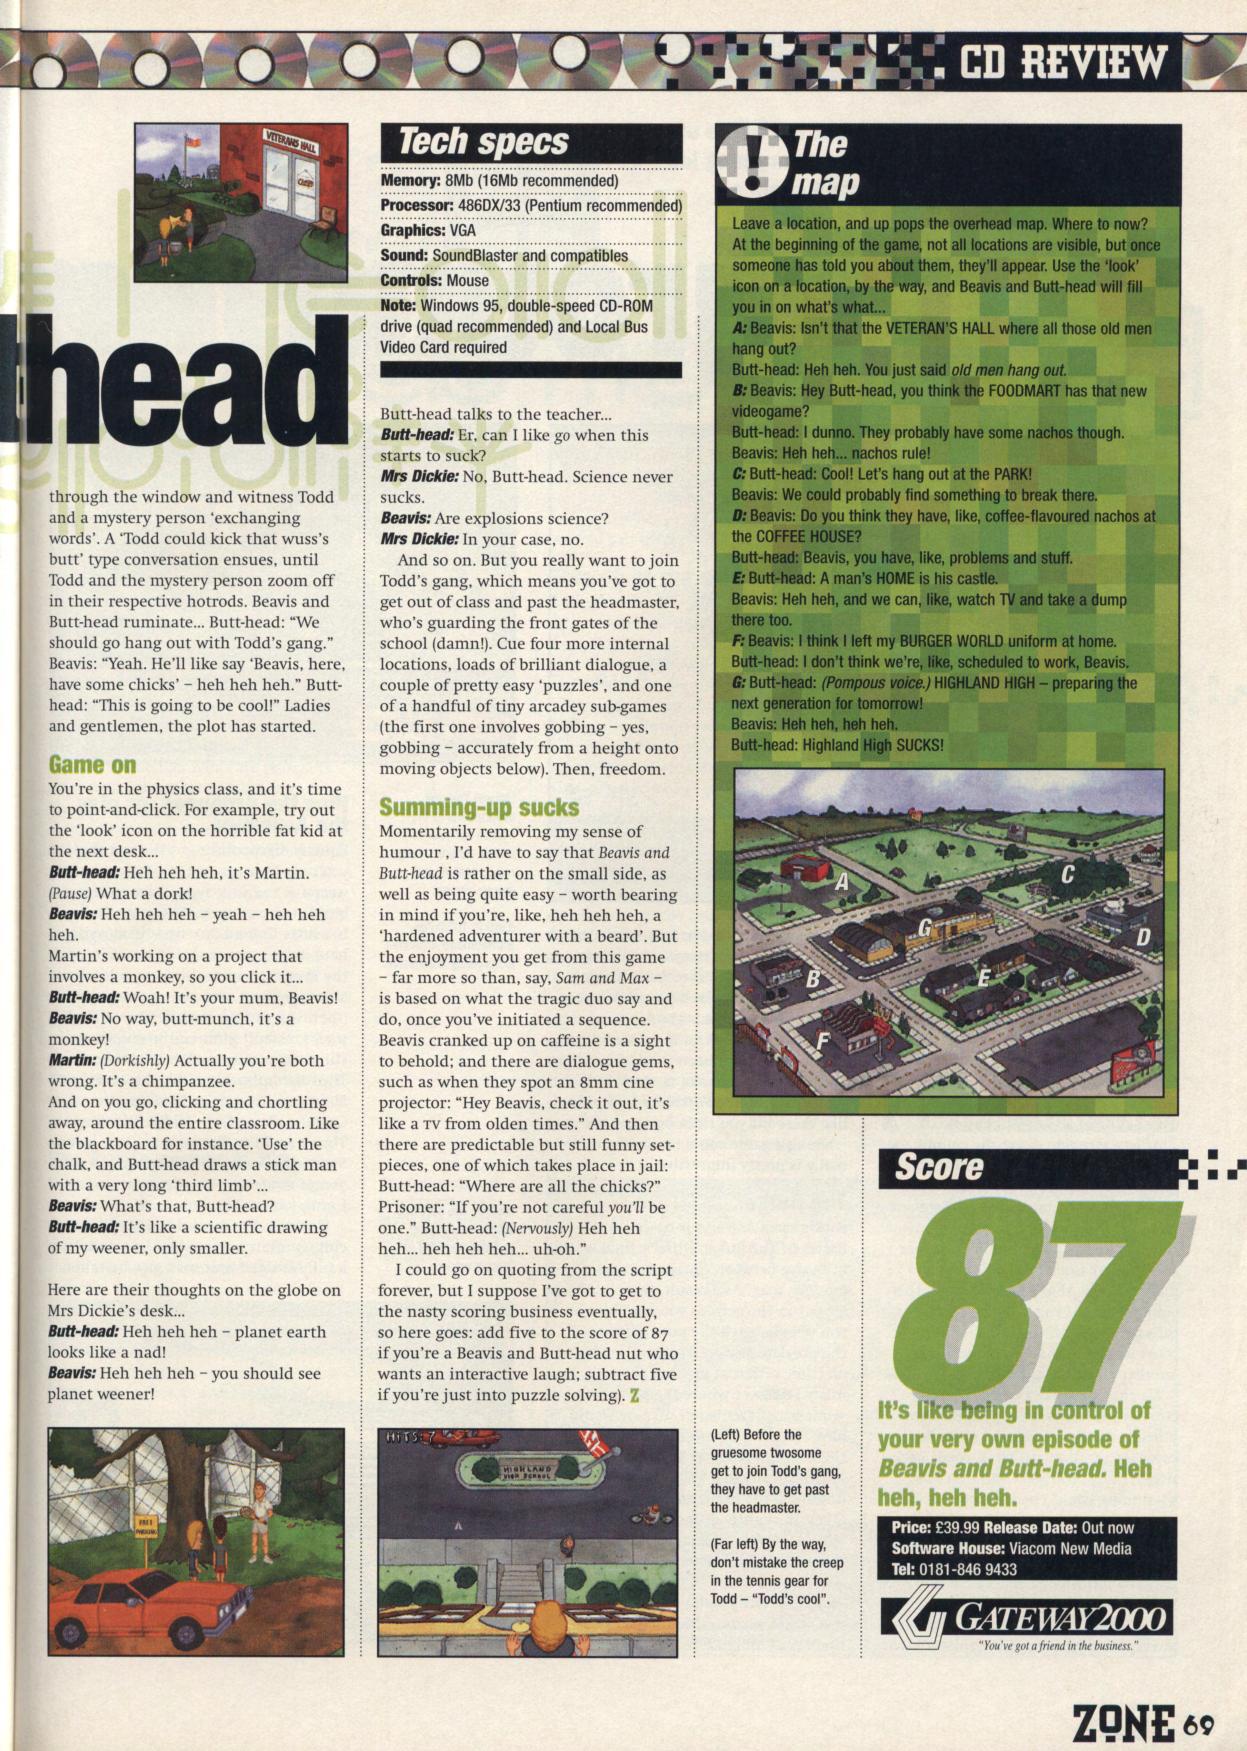 CD REVIEW
VETERANS HALL
CLOSED
head
through the window and witness Todd
and a mystery person ‘exchanging
words’. A ‘Todd could kick that wuss’s
butt’ type conversation ensues, until
Todd and the mystery person zoom off
in their respective hotrods. Beavis and
Butt-head ruminate... Butt-head: “We
should go hang out with Todd’s gang.”
Beavis: “Yeah. He’ll like say ‘Beavis, here,
have some chicks’ – heh heh heh.” Butt-
head: “This is going to be cool!” Ladies
and gentlemen, the plot has started.
Game on
You’re in the physics class, and it’s time
to point-and-click. For example, try out
the ‘look’ icon on the horrible fat kid at
the next desk...
Butt-head: Heh heh heh, it’s Martin.
(Pause) What a dork!
Beavis: Heh heh heh – yeah – heh heh
heh.
Martin’s working on a project that
involves a monkey, so you click it...
Butt-head: Woah! It’s your mum, Beavis!
Beavis: No way, butt-munch, it’s a
monkey!
Martin: (Dorkishly) Actually you’re both
wrong. It’s a chimpanzee.
And on you go, clicking and chortling
away, around the entire classroom. Like
the blackboard for instance. ‘Use’ the
chalk, and Butt-head draws a stick man
with a very long ‘third limb’...
Beavis: What’s that, Butt-head?
Butt-head: It’s like a scientific drawing
of my weener, only smaller.
Here are their thoughts on the globe on
Mrs Dickie’s desk...
Butt-head: Heh heh heh – planet earth
looks like a nad!
Beavis: Heh heh heh – you should see
planet weener!
FREE
PARKING
Tech specs
Memory: 8Mb (16Mb recommended)
Processor: 486DX/33 (Pentium recommended)
Graphics: VGA
Sound: SoundBlaster and compatibles
Controls: Mouse
Note: Windows 95, double-speed CD-ROM
drive (quad recommended) and Local Bus
Video Card required
Butt-head talks to the teacher...
Butt-head: Er, can I like go when this
starts to suck?
Mrs Dickie: No, Butt-head. Science never
sucks.
Beavis: Are explosions science?
Mrs Dickie: In your case, no.
And so on. But you really want to join
Todd’s gang, which means you’ve got to
get out of class and past the headmaster,
who’s guarding the front gates of the
school (damn!). Cue four more internal
locations, loads of brilliant dialogue, a
couple of pretty easy ‘puzzles’, and one
of a handful of tiny arcadey sub-games
(the first one involves gobbing – yes,
gobbing – accurately from a height onto
moving objects below). Then, freedom.
Summing-up sucks
Momentarily removing my sense of
humour , I’d have to say that Beavis and
Butt-head is rather on the small side, as
well as being quite easy – worth bearing
in mind if you’re, like, heh heh heh, a
‘hardened adventurer with a beard’. But
the enjoyment you get from this game
– far more so than, say, Sam and Max –
is based on what the tragic duo say and
do, once you’ve initiated a sequence.
Beavis cranked up on caffeine is a sight
to behold; and there are dialogue gems,
such as when they spot an 8mm cine
projector: “Hey Beavis, check it out, it’s
like a TV from olden times.” And then
there are predictable but still funny set-
pieces, one of which takes place in jail:
Butt-head: “Where are all the chicks?”
Prisoner: “If you’re not careful you’ll be
one.” Butt-head: (Nervously) Heh heh
heh... heh heh heh... uh-oh.”
I could go on quoting from the script
forever, but I suppose I’ve got to get to
the nasty scoring business eventually,
so here goes: add five to the score of 87
if you’re a Beavis and Butt-head nut who
wants an interactive laugh; subtract five
if you’re just into puzzle solving). Z
HITS: 7
HIGHLAND
HIGH SCHOOL
!
The
map
Leave a location, and up pops the overhead map. Where to now?
At the beginning of the game, not all locations are visible, but once
someone has told you about them, they’ll appear. Use the ‘look’
icon on a location, by the way, and Beavis and Butt-head will fill
you in on what’s what...
A: Beavis: Isn’t that the VETERAN’S HALL where all those old men
hang out?
Butt-head: Heh heh. You just said old men hang out.
B: Beavis: Hey Butt-head, you think the FOODMART has that new
videogame?
Butt-head: I dunno. They probably have some nachos though.
Beavis: Heh heh... nachos rule!
C: Butt-head: Cool! Let’s hang out at the PARK!
Beavis: We could probably find something to break there.
D: Beavis: Do you think they have, like, coffee-flavoured nachos at
the COFFEE HOUSE?
Butt-head: Beavis, you have, like, problems and stuff.
E: Butt-head: A man’s HOME is his castle.
Beavis: Heh heh, and we can, like, watch TV and take a dump
there too.
F: Beavis: I think I left my BURGER WORLD uniform at home.
Butt-head: I don’t think we’re, like, scheduled to work, Beavis.
G: Butt-head: (Pompous voice.) HIGHLAND HIGH – preparing the
next generation for tomorrow!
Beavis: Heh heh, heh heh.
Butt-head: Highland High SUCKS!
A
C
G
D
B
E
F
(Left) Before the
gruesome twosome
get to join Todd’s gang,
they have to get past
the headmaster.
(Far left) By the way,
don’t mistake the creep
in the tennis gear for
Todd – “Todd’s cool”.
Score
87
It’s like being in control of
your very own episode of
Beavis and Butt-head. Heh
heh, heh heh.
Price: £39.99 Release Date: Out now
Software House: Viacom New Media
Tel: 0181-846 9433
GATEWAY2000
“You’ve got a friend in the business.”
ZONE 69